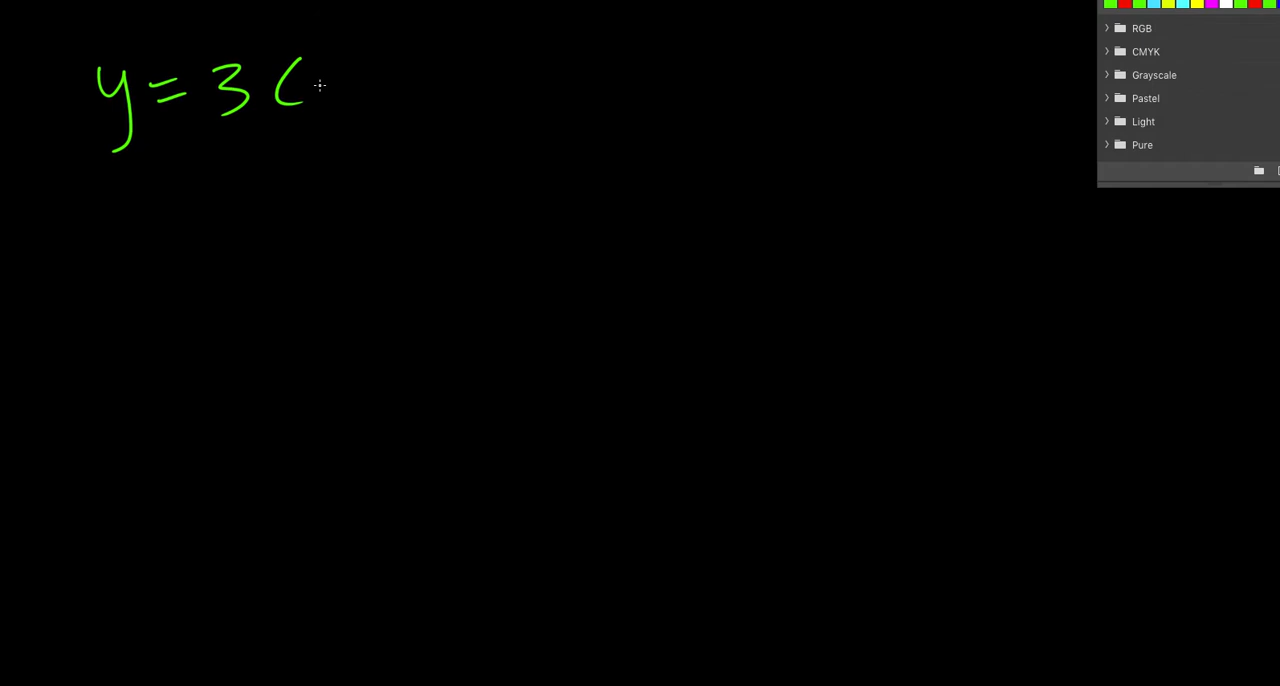 y = 3 (
RGB
CMYK
Grayscale
Pastel
Light
Pure